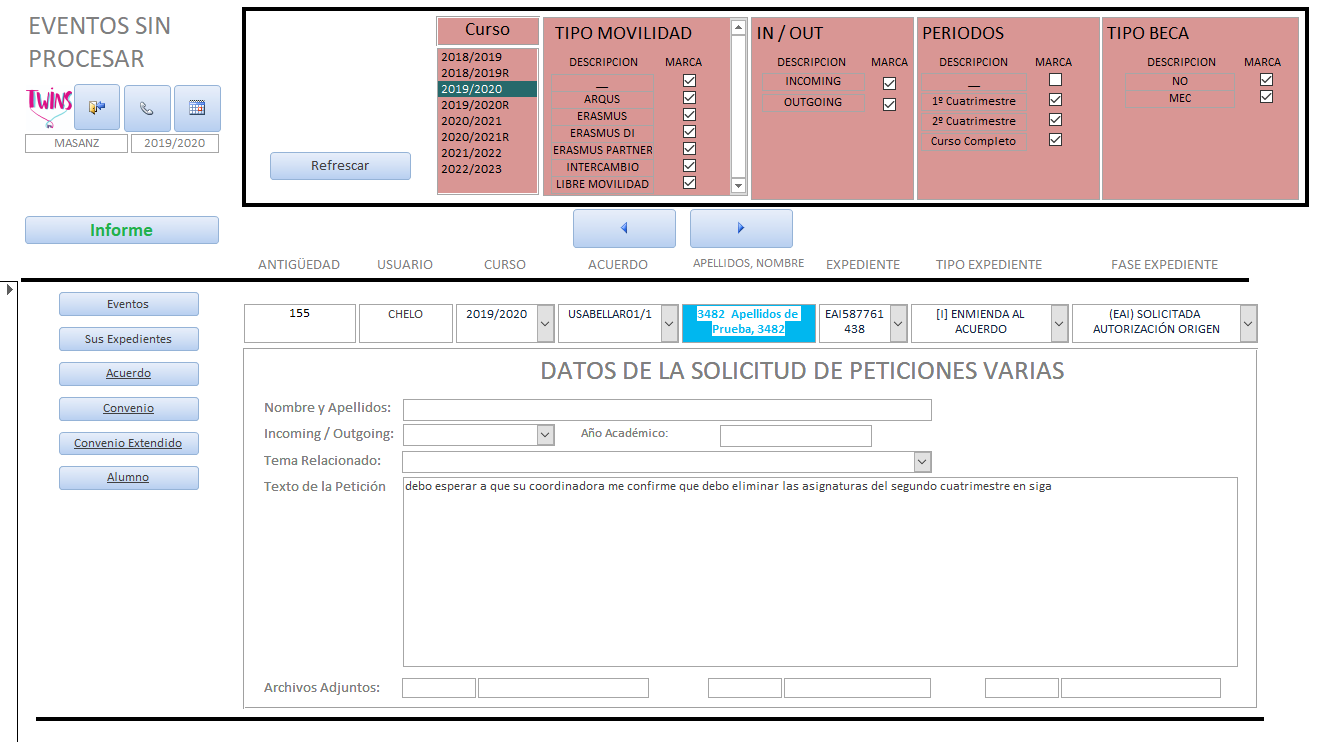 EVENTOS SIN
PROCESAR
TWINS
MASANZ 2019/2020
Refrescar
Curso
2018/2019
2018/2019R
2019/2020
2019/2020R
2020/2021
2020/2021R
2021/2022
2022/2023
TIPO MOVILIDAD
DESCRIPCION MARCA
__
ARQUS
ERASMUS
ERASMUS DI
ERASMUS PARTNER
INTERCAMBIO
LIBRE MOVILIDAD
IN / OUT
DESCRIPCION MARCA
INCOMING
OUTGOING
PERIODOS
DESCRIPCION MARCA
__
1º Cuatrimestre
2º Cuatrimestre
Curso Completo
TIPO BECA
DESCRIPCION MARCA
NO
MEC
Informe
ANTIGÜEDAD USUARIO CURSO ACUERDO APELLIDOS, NOMBRE EXPEDIENTE TIPO EXPEDIENTE FASE EXPEDIENTE
Eventos
Sus Expedientes
Acuerdo
Convenio
Convenio Extendido
Alumno
155 CHELO 2019/2020 USABELLAR01/1 3482 Apellidos de EAI587761 [I] ENMIENDA AL (EAI) SOLICITADA
Prueba, 3482 438 ACUERDO AUTORIZACIÓN ORIGEN
DATOS DE LA SOLICITUD DE PETICIONES VARIAS
Nombre y Apellidos:
Incoming / Outgoing: Año Académico:
Tema Relacionado:
Texto de la Petición debo esperar a que su coordinadora me confirme que debo eliminar las asignaturas del segundo cuatrimestre en siga
Archivos Adjuntos: